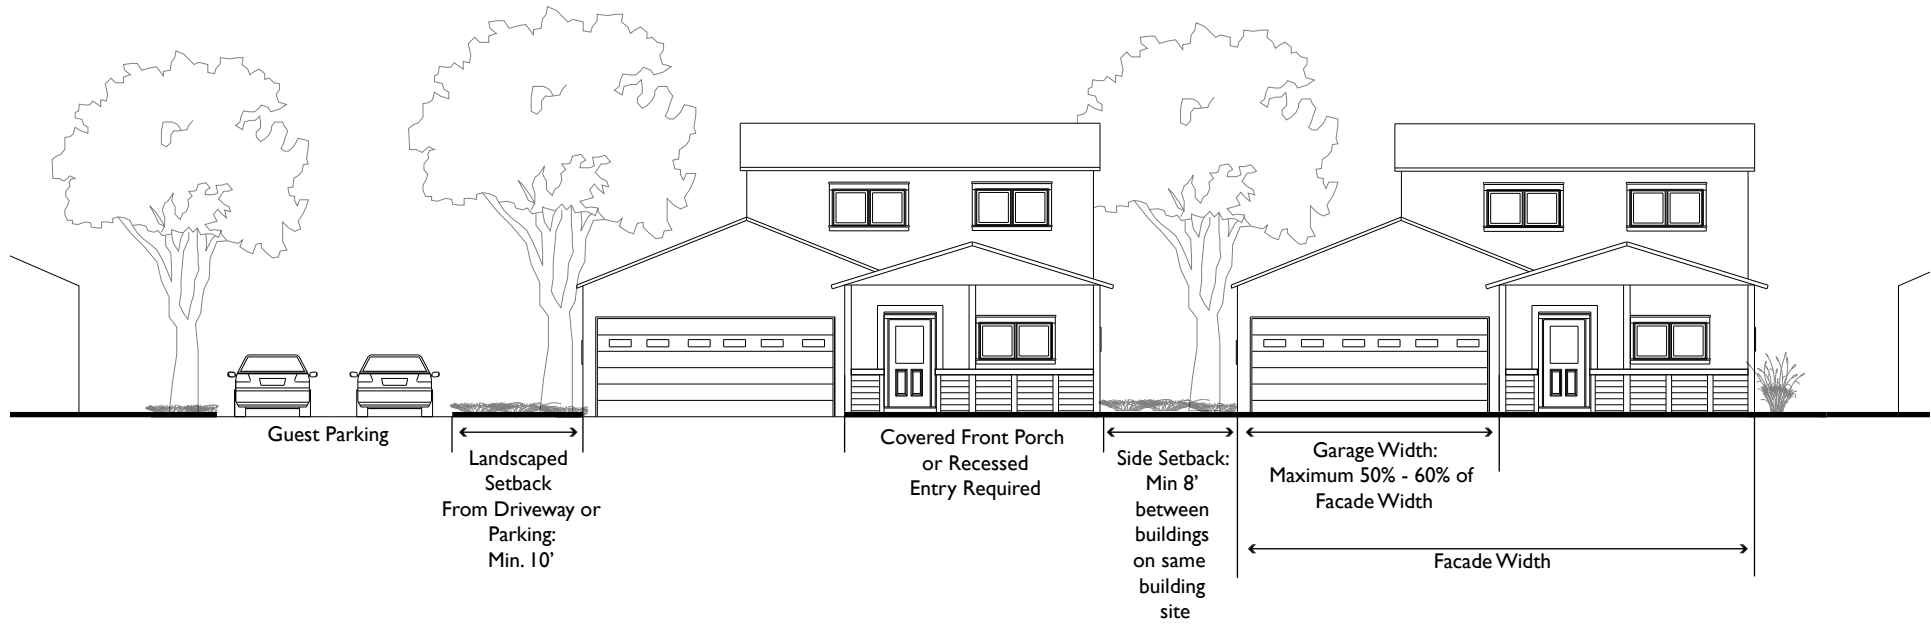 Guest Parking
Landscaped
Setback
From Driveway or
Parking:
Min. 10’
Covered Front Porch
or Recessed
Entry Required
Side Setback:
Min 8’
between
buildings
on same
building
site
Garage Width:
Maximum 50% - 60% of
Facade Width
Facade Width